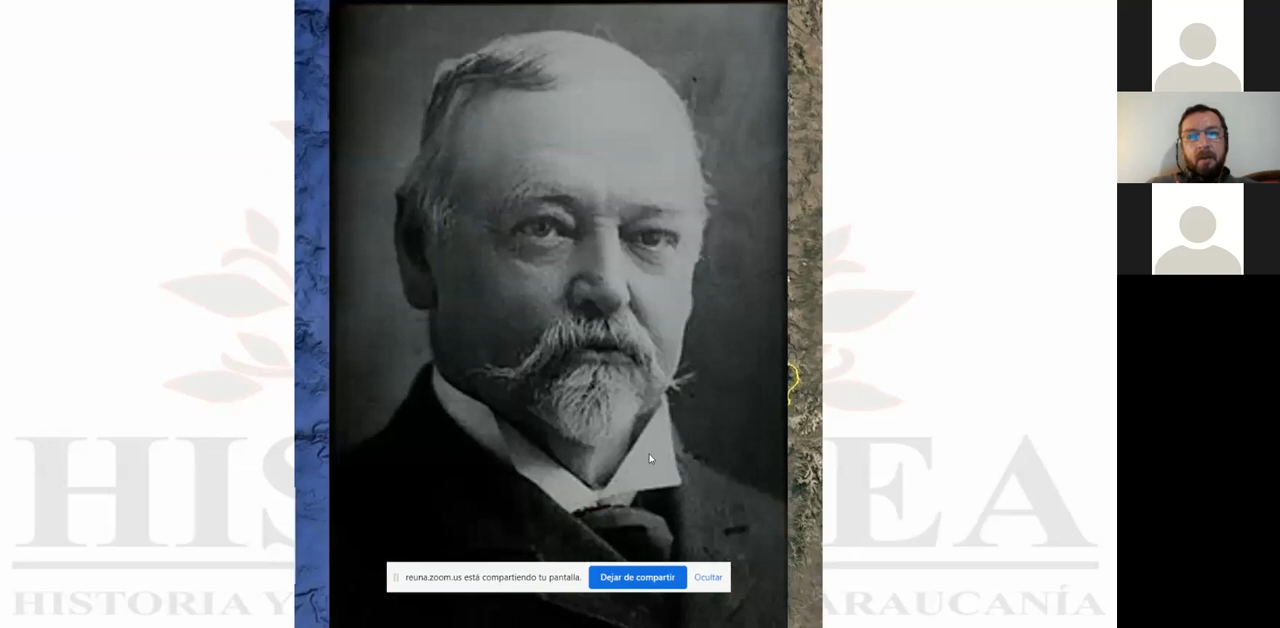 HIS EA
HISTORIA Y ARAUCANÍA
reuna.zoom.us está compartiendo tu pantalla.
Dejar de compartir
Ocultar